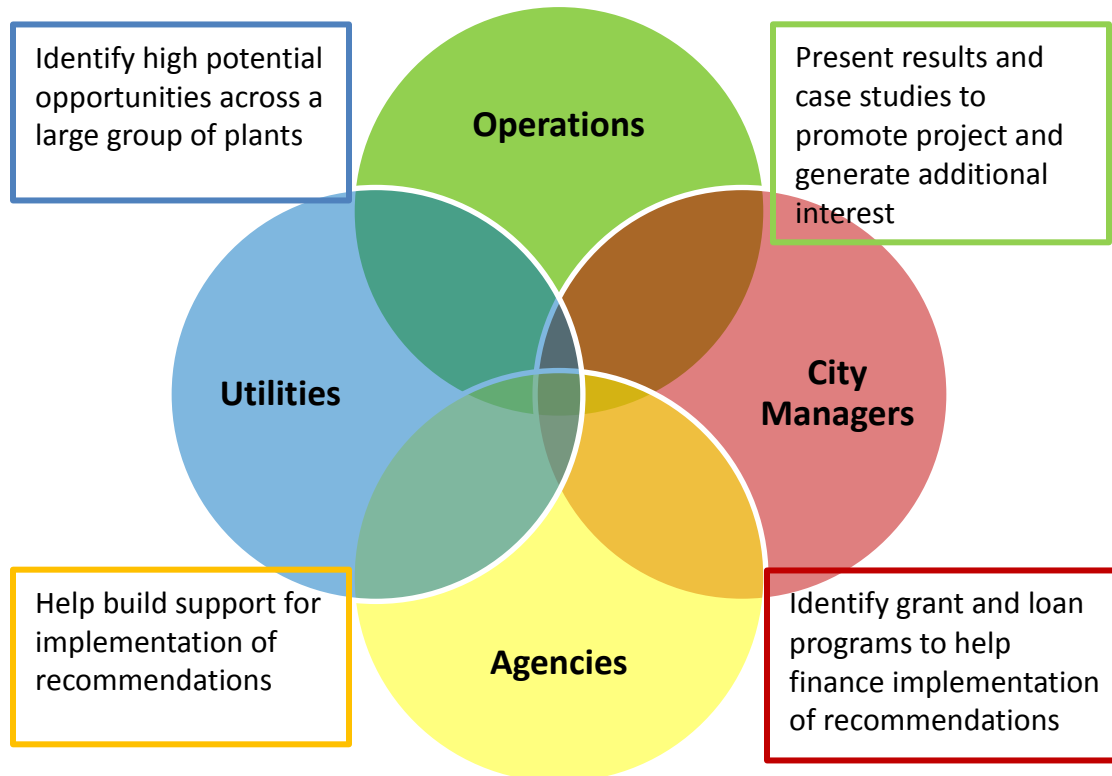 Identify high potential
opportunities across a
large group of plants
Operations
Present results and
case studies to
promote project and
generate additional
interest
Utilities
City
Managers
Help build support for
implementation of
recommendations
Agencies
Identify grant and loan
programs to help
finance implementation
of recommendations